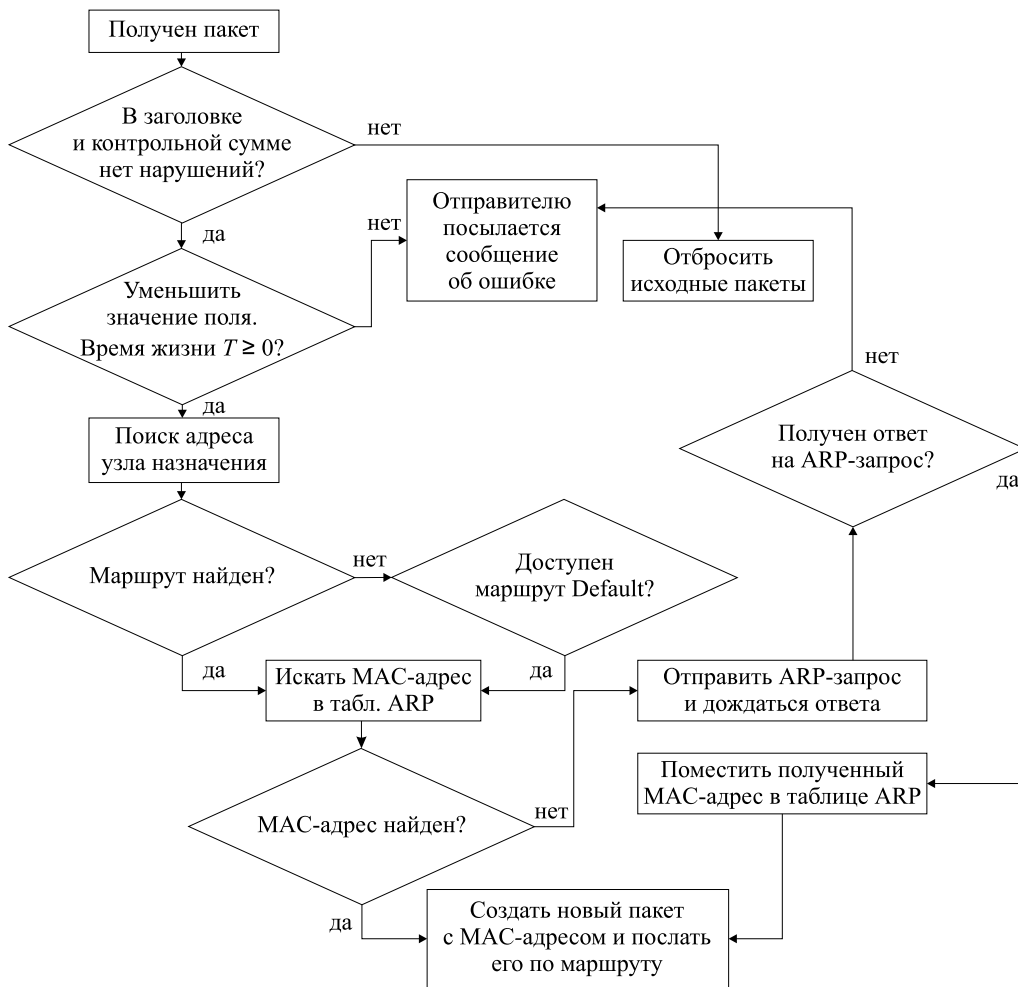 Получен пакет
В заголовке
и контрольной сумме
нет нарушений?
нет
да
Отправителю
посылается
сообщение
об ошибке
нет
Отбросить
исходные пакеты
Уменьшить
значение поля.
Время жизни T ≥ 0?
да
нет
Поиск адреса
узла назначения
Получен ответ
на ARP-запрос?
да
Маршрут найден?
нет
Доступен
маршрут Default?
да
да
Искать MAC-адрес
в табл. ARP
Отправить ARP-запрос
и дождаться ответа
Поместить полученный
MAC-адрес в таблице ARP
MAC-адрес найден?
нет
да
Создать новый пакет
с MAC-адресом и послать
его по маршруту